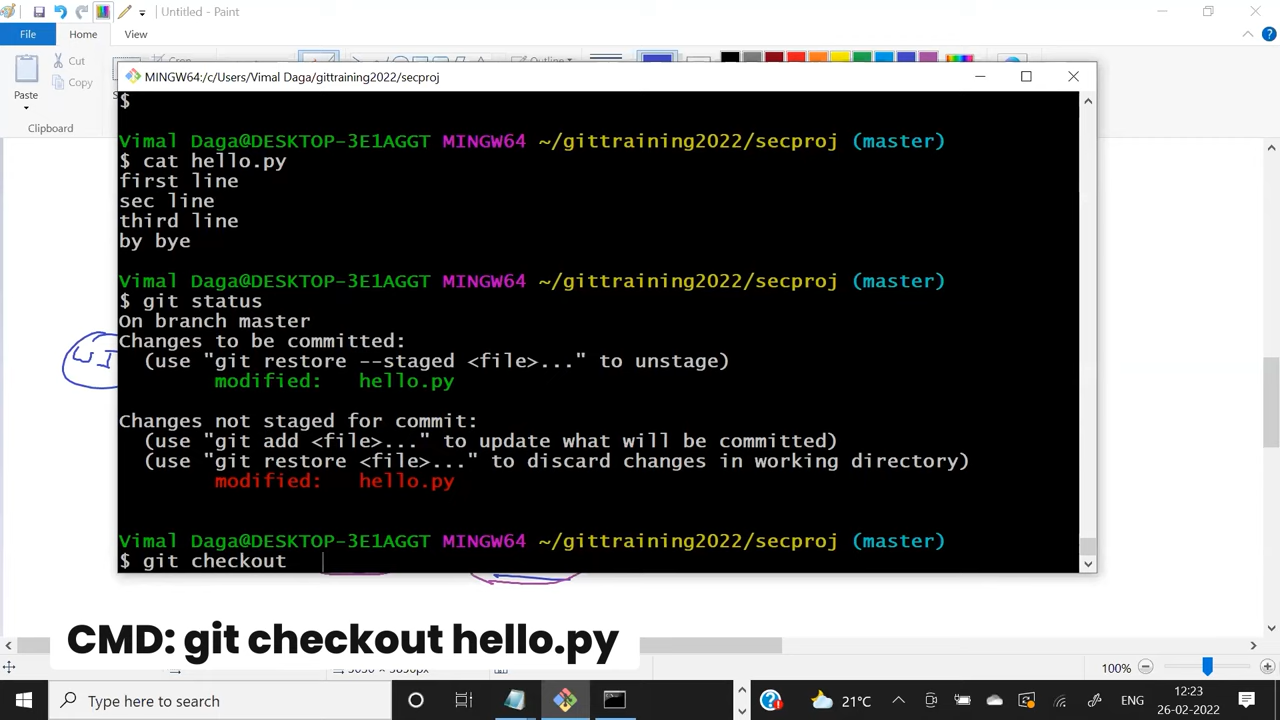 Untitled - Paint
File
Home
View
Cut
Copy
Paste
Clipboard
Crop
Outline
MINGW64:/c/Users/Vimal Daga/gittraining2022/secproj
$
Vimal Daga@DESKTOP-3E1AGGT MINGW64 ~/gittraining2022/secproj (master)
$ cat hello.py
first line
sec line
third line
by bye
Vimal Daga@DESKTOP-3E1AGGT MINGW64 ~/gittraining2022/secproj (master)
$ git status
On branch master
Changes to be committed:
(use "git restore --staged <file>..." to unstage)
modified: hello.py
Changes not staged for commit:
(use "git add <file>..." to update what will be committed)
(use "git restore <file>..." to discard changes in working directory)
modified: hello.py
Vimal Daga@DESKTOP-3E1AGGT MINGW64 ~/gittraining2022/secproj (master)
$ git checkout
CMD: git checkout hello.py
100%
Type here to search
21°C
ENG
12:23
26-02-2022